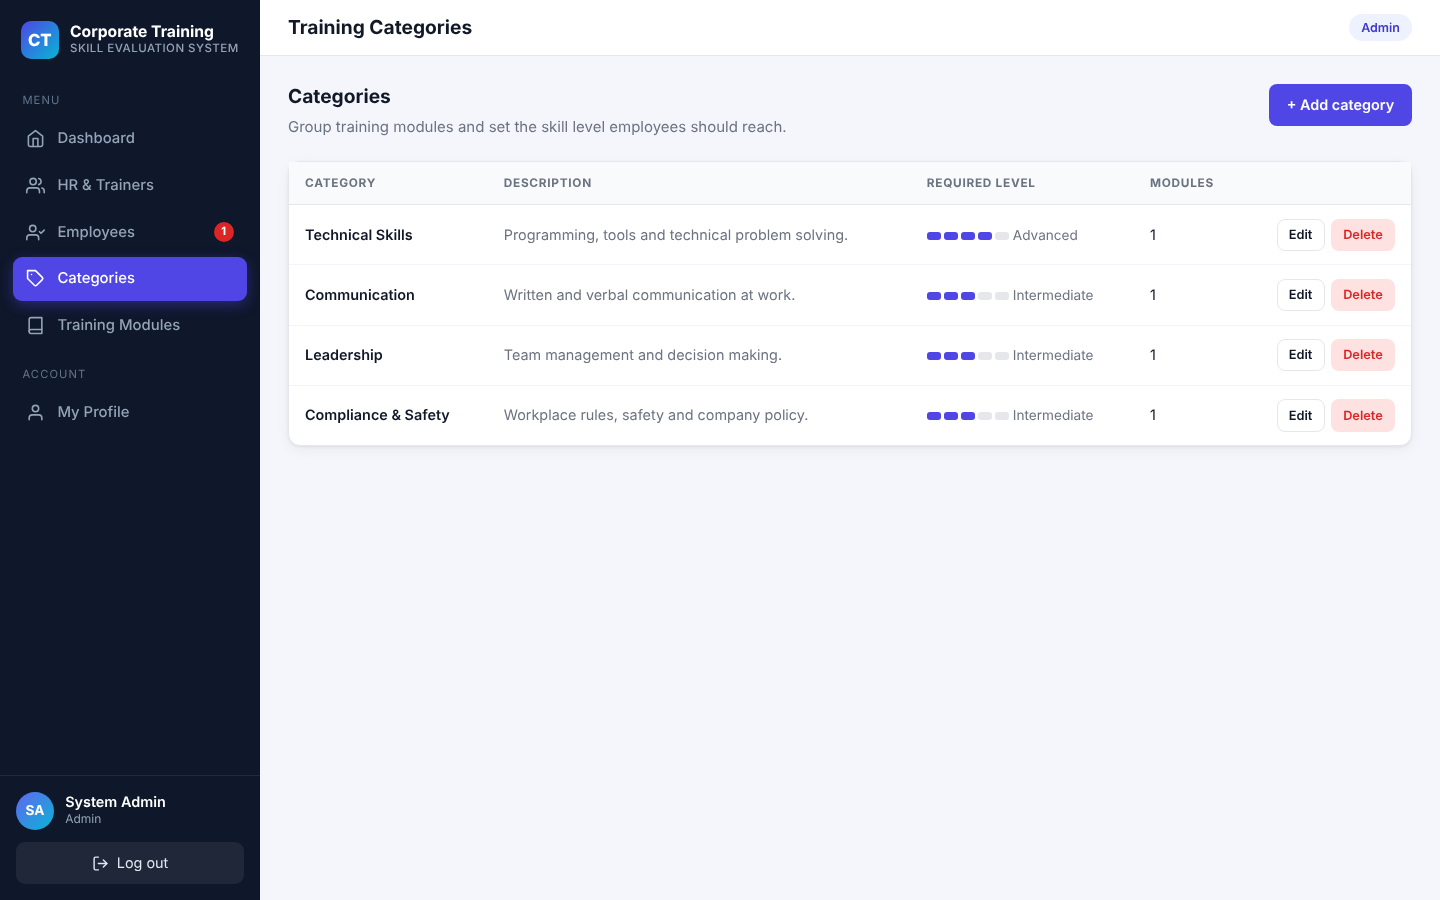 CT
Corporate Training
SKILL EVALUATION SYSTEM
MENU
Dashboard
HR & Trainers
Employees 1
Categories
Training Modules
ACCOUNT
My Profile
SA
System Admin
Admin
Log out
Training Categories
Admin
Categories
Group training modules and set the skill level employees should reach.
+ Add category
CATEGORY DESCRIPTION REQUIRED LEVEL MODULES
Technical Skills Programming, tools and technical problem solving. Advanced 1 Edit Delete
Communication Written and verbal communication at work. Intermediate 1 Edit Delete
Leadership Team management and decision making. Intermediate 1 Edit Delete
Compliance & Safety Workplace rules, safety and company policy. Intermediate 1 Edit Delete